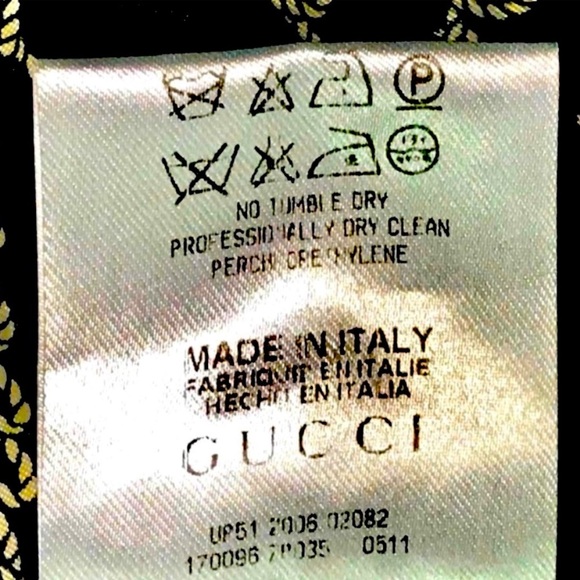 P
NO TUMBLE DRY
PROFESSIONALLY DRY CLEAN
PERCHLORETHYLENE
MADE IN ITALY
FABRIQUE EN ITALIE
HECHO EN ITALIA
GUCCI
UP51 2006 02082
170096 0511